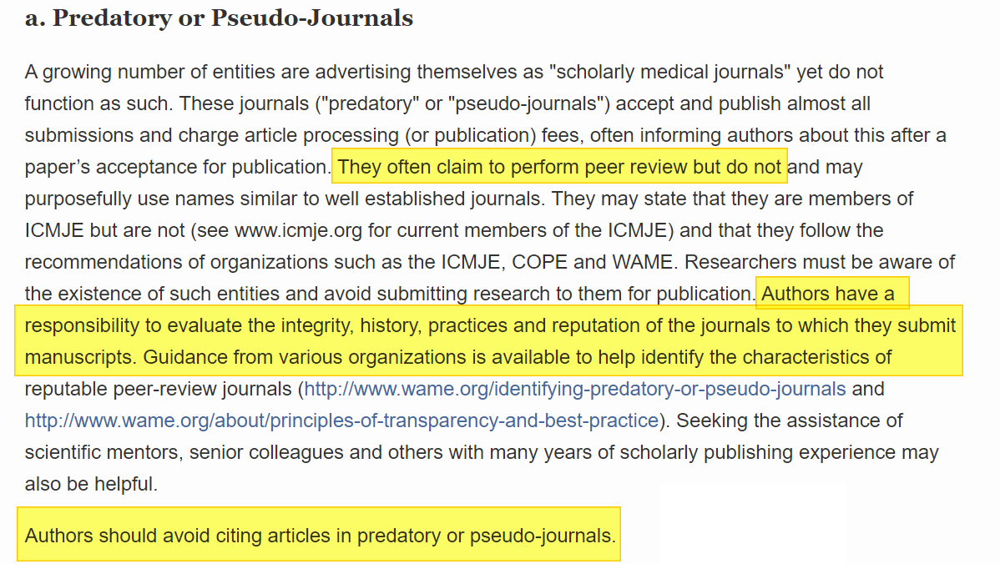 a. Predatory or Pseudo-Journals
A growing number of entities are advertising themselves as "scholarly medical journals" yet do not
function as such. These journals ("predatory" or "pseudo-journals") accept and publish almost all
submissions and charge article processing (or publication) fees, often informing authors about this after a
paper’s acceptance for publication. They often claim to perform peer review but do not and may
purposefully use names similar to well established journals. They may state that they are members of
ICMJE but are not (see www.icmje.org for current members of the ICMJE) and that they follow the
recommendations of organizations such as the ICMJE, COPE and WAME. Researchers must be aware of
the existence of such entities and avoid submitting research to them for publication. Authors have a
responsibility to evaluate the integrity, history, practices and reputation of the journals to which they submit
manuscripts. Guidance from various organizations is available to help identify the characteristics of
reputable peer-review journals (http://www.wame.org/identifying-predatory-or-pseudo-journals and
http://www.wame.org/about/principles-of-transparency-and-best-practice). Seeking the assistance of
scientific mentors, senior colleagues and others with many years of scholarly publishing experience may
also be helpful.
Authors should avoid citing articles in predatory or pseudo-journals.